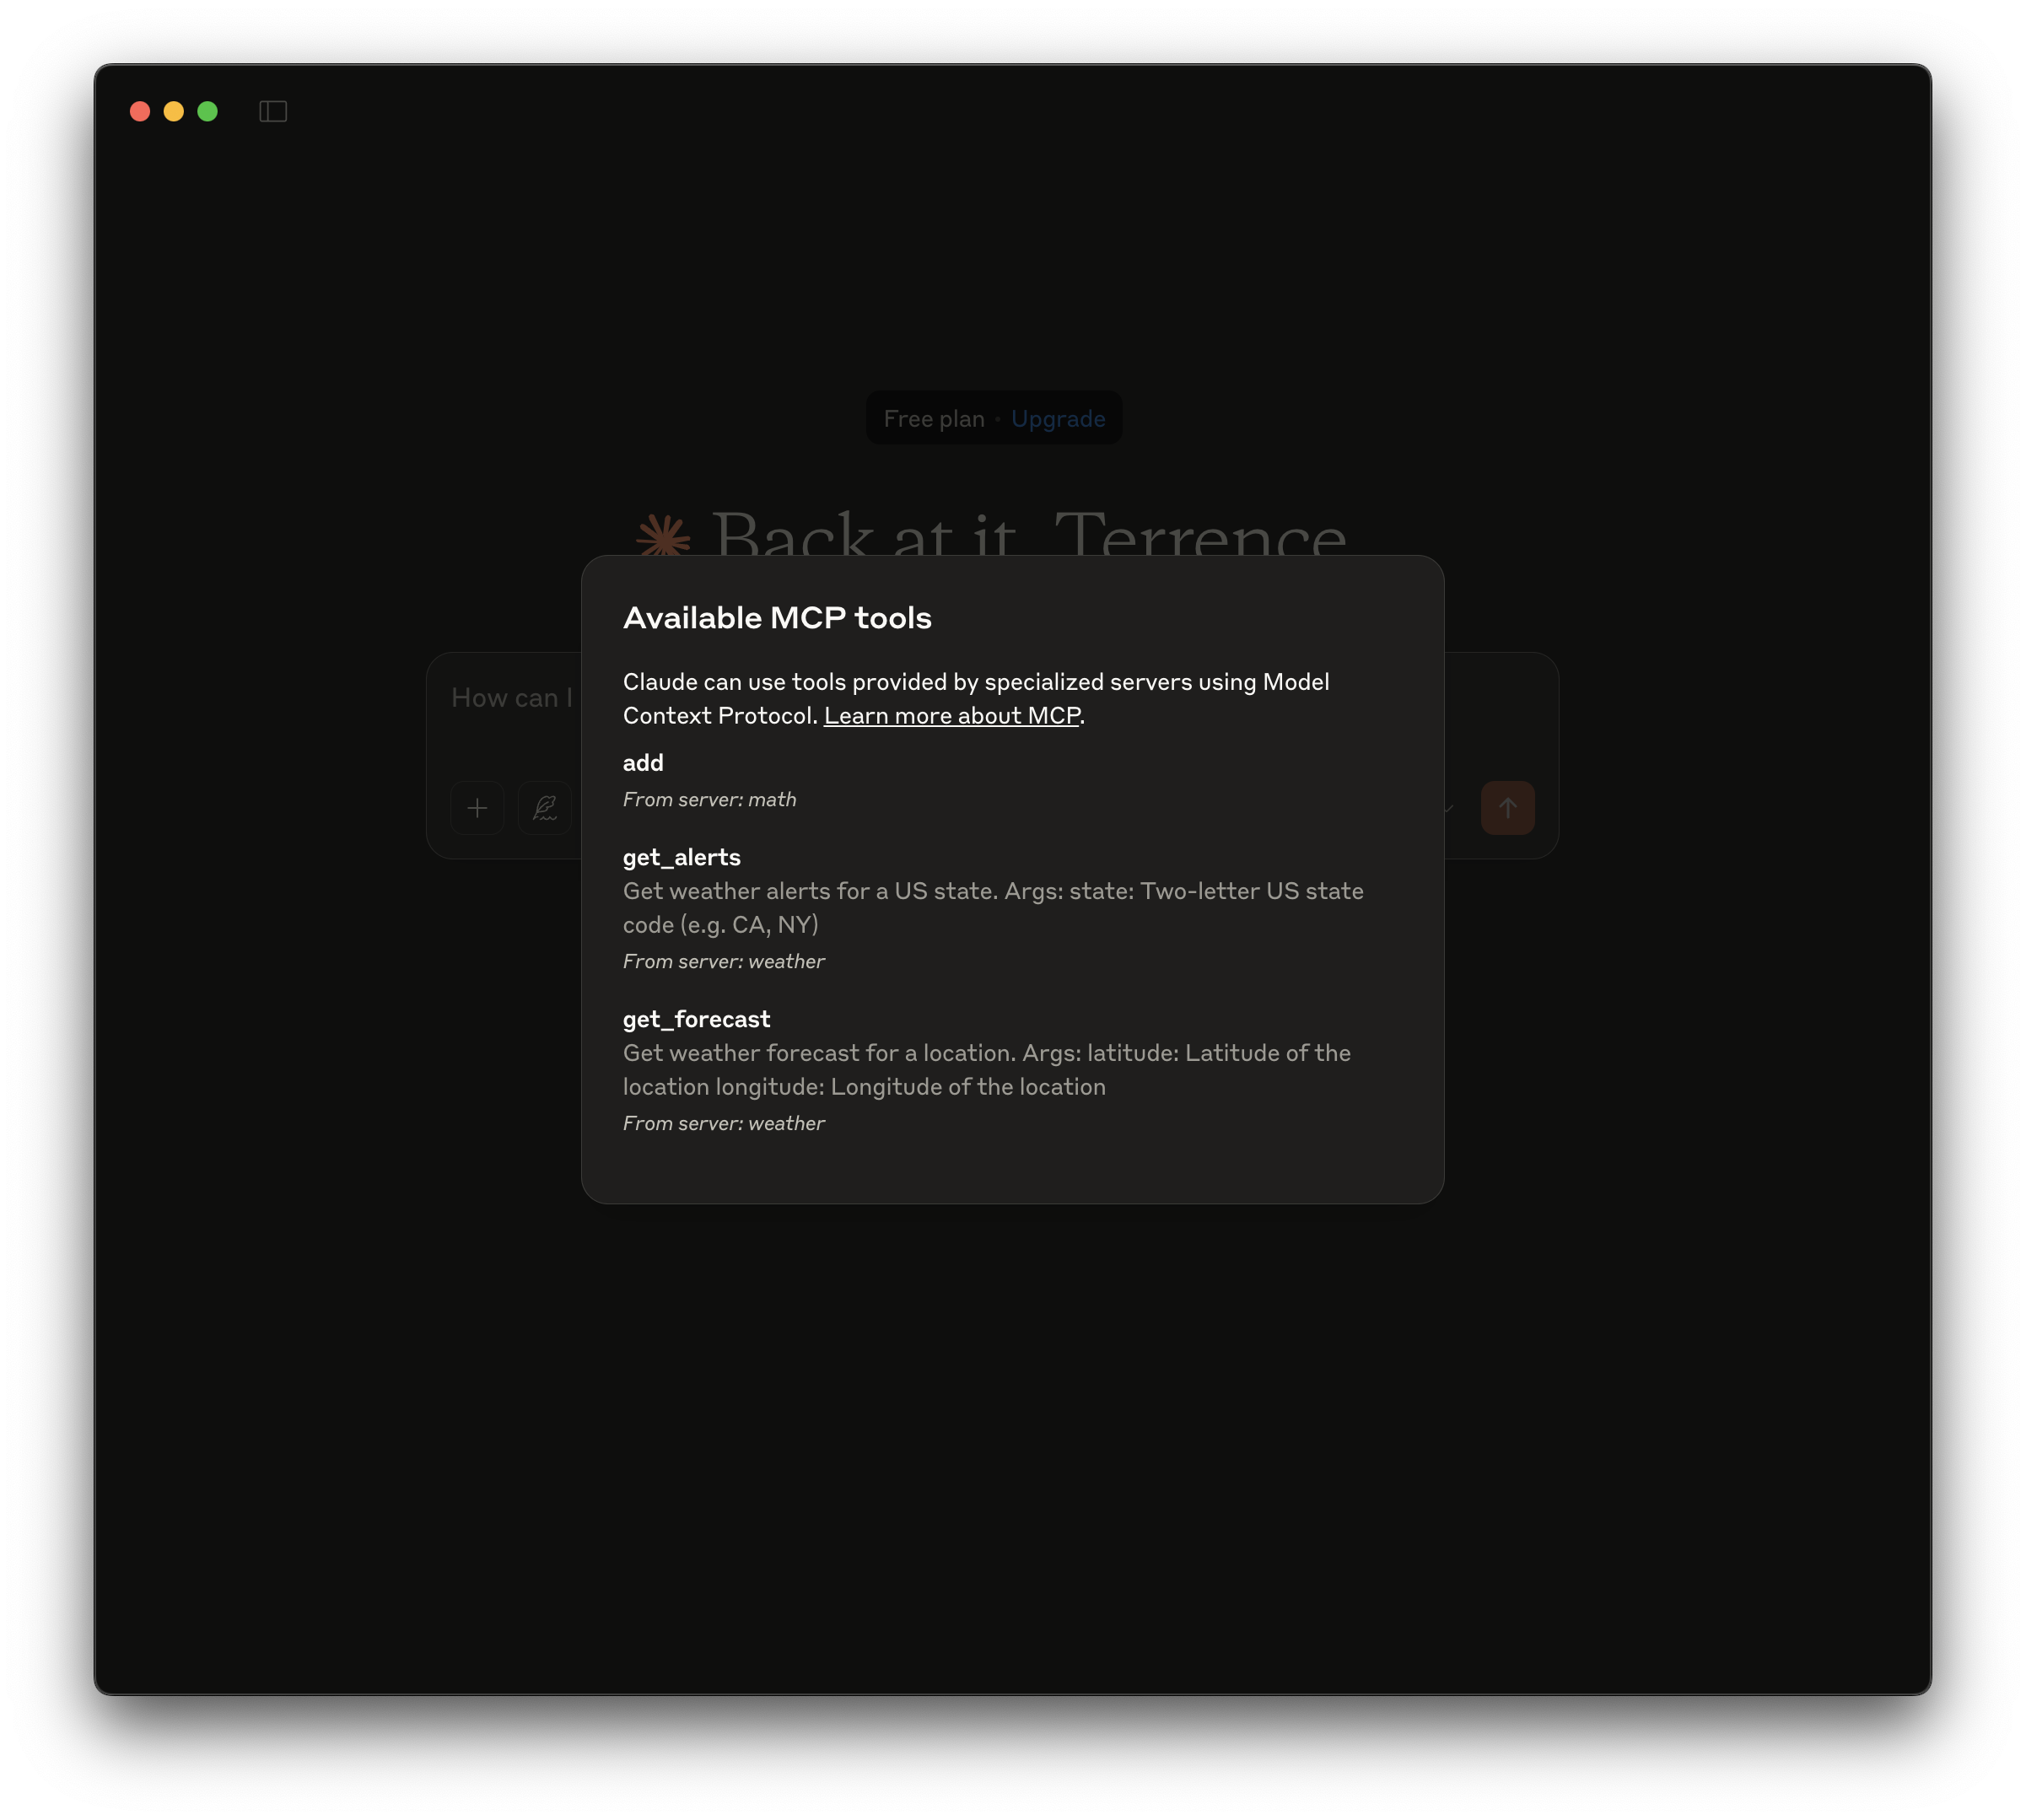 Free plan • Upgrade
Back at it, Terrence
Available MCP tools
Claude can use tools provided by specialized servers using Model
Context Protocol. Learn more about MCP.
How can I
add
From server: math
get_alerts
Get weather alerts for a US state. Args: state: Two-letter US state
code (e.g. CA, NY)
From server: weather
get_forecast
Get weather forecast for a location. Args: latitude: Latitude of the
location longitude: Longitude of the location
From server: weather